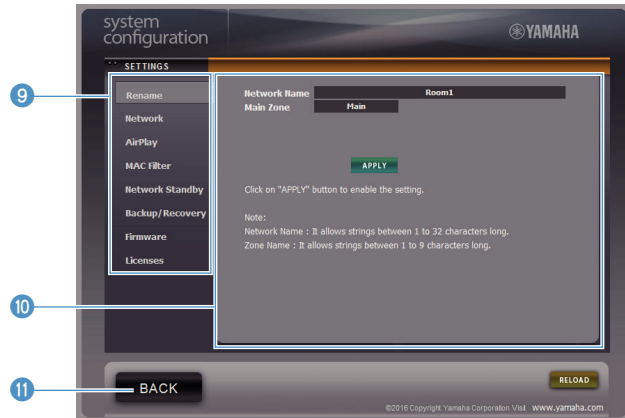 system
configuration
YAMAHA
SETTINGS
9
Rename
Network
AirPlay
MAC Filter
Network Standby
Backup/Recovery
Firmware
Licenses
Network Name Room1
Main Zone Main
APPLY
Click on "APPLY" button to enable the setting.
Note:
Network Name : It allows strings between 1 to 32 characters long.
Zone Name : It allows strings between 1 to 9 characters long.
10
11
BACK
RELOAD
©2016 Copyright Yamaha Corporation Visit www.yamaha.com